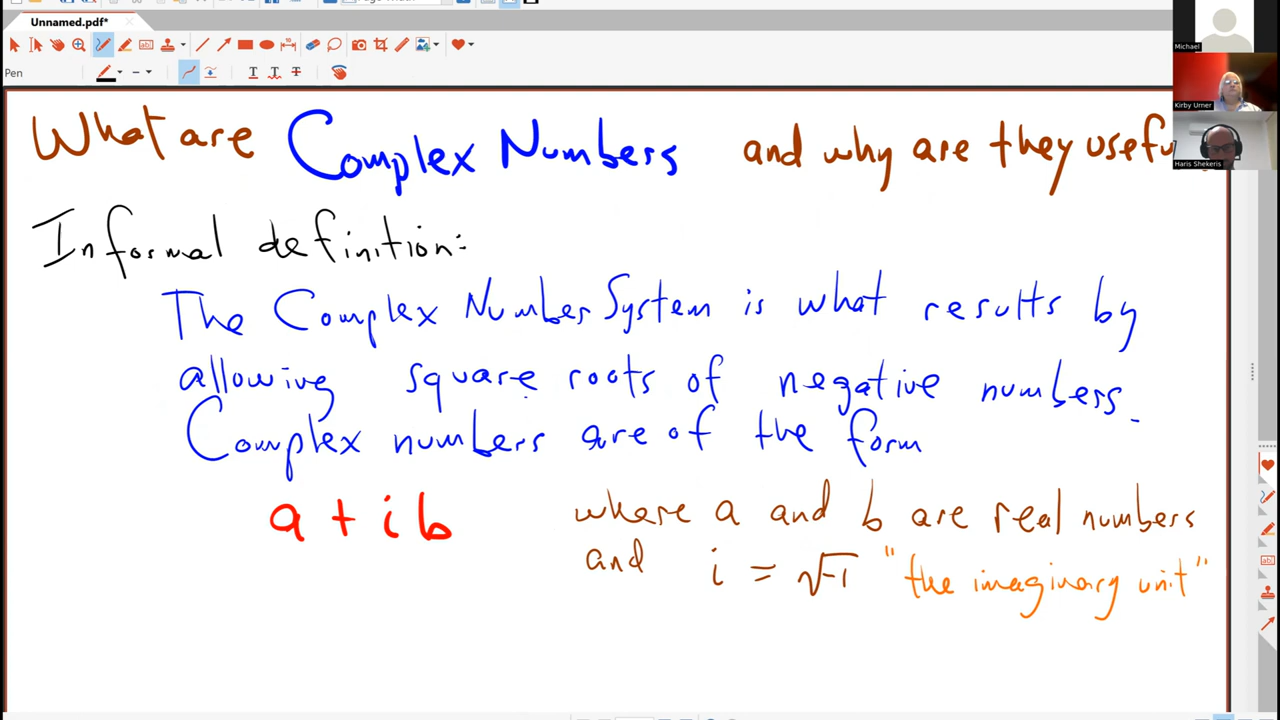 Unnamed.pdf*
Pen
Michael
Kirby Urner
Haris Shekeris
What are Complex Numbers and why are they usefu
Informal definition:
The Complex Number System is what results by
allowing square roots of negative numbers.
Complex numbers are of the form
a + i b where a and b are real numbers
and i = √-1 "the imaginary unit"